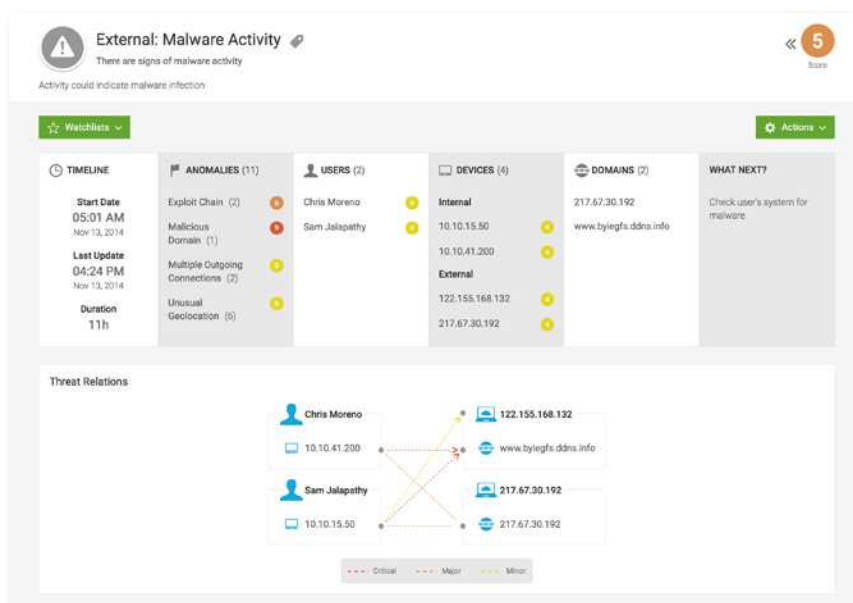 External: Malware Activity
There are signs of malware activity
Activity could indicate malware infection
5
Score
Watchlists
Actions
TIMELINE
Start Date
05:01 AM
Nov 13, 2014
Last Update
04:24 PM
Nov 13, 2014
Duration
11h
ANOMALIES (11)
Exploit Chain (2)
Malicious
Domain (1)
Multiple Outgoing
Connections (2)
Unusual
Geolocation (6)
USERS (2)
Chris Moreno
Sam Jalapathy
DEVICES (4)
Internal
10.10.15.50
10.10.41.200
External
122.155.168.132
217.67.30.192
DOMAINS (2)
217.67.30.192
www.bylegfs.ddns.info
WHAT NEXT?
Check user's system for
malware
Threat Relations
Chris Moreno
10.10.41.200
Sam Jalapathy
10.10.15.50
122.155.168.132
www.bylegfs.ddns.info
217.67.30.192
217.67.30.192
Critical
Major
Minor